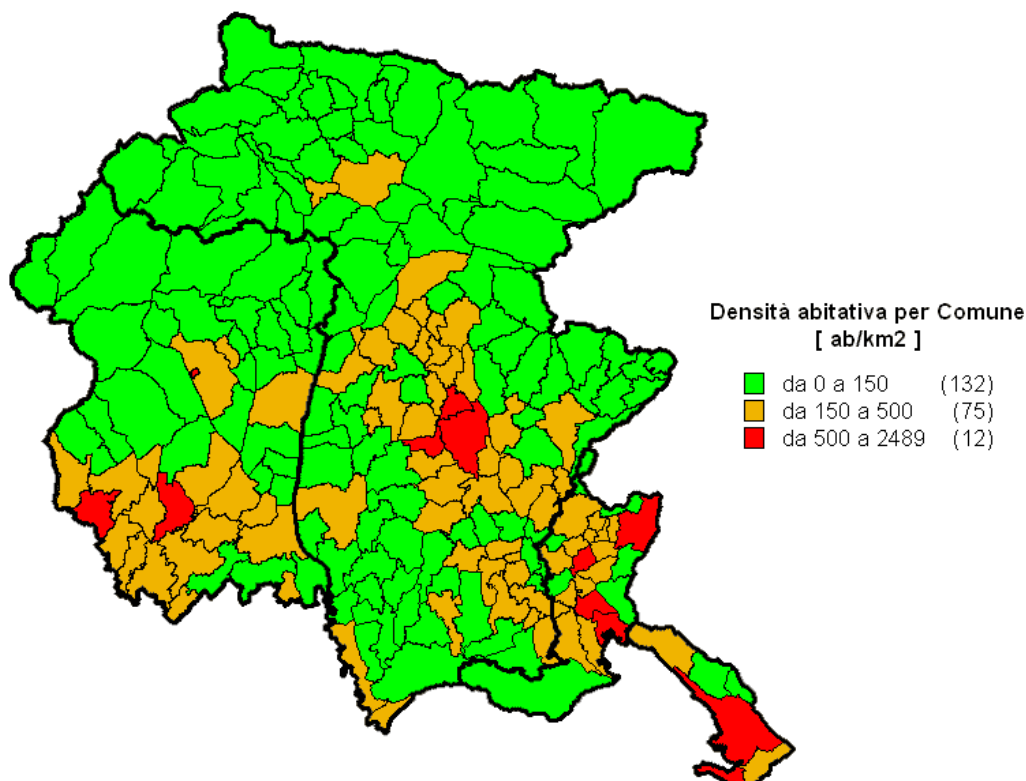 Densità abitativa per Comune
[ ab/km2 ]
da 0 a 150 (132)
da 150 a 500 (75)
da 500 a 2489 (12)